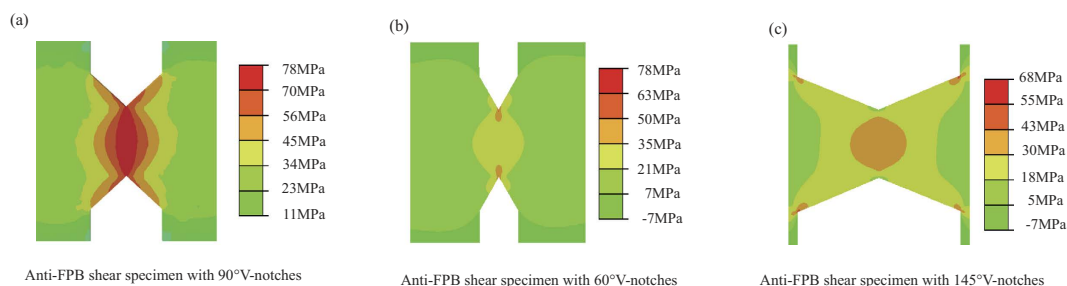 (a)
78MPa
70MPa
56MPa
45MPa
34MPa
23MPa
11MPa
Anti-FPB shear specimen with 90°V-notches
(b)
78MPa
63MPa
50MPa
35MPa
21MPa
7MPa
-7MPa
Anti-FPB shear specimen with 60°V-notches
(c)
68MPa
55MPa
43MPa
30MPa
18MPa
5MPa
-7MPa
Anti-FPB shear specimen with 145°V-notches